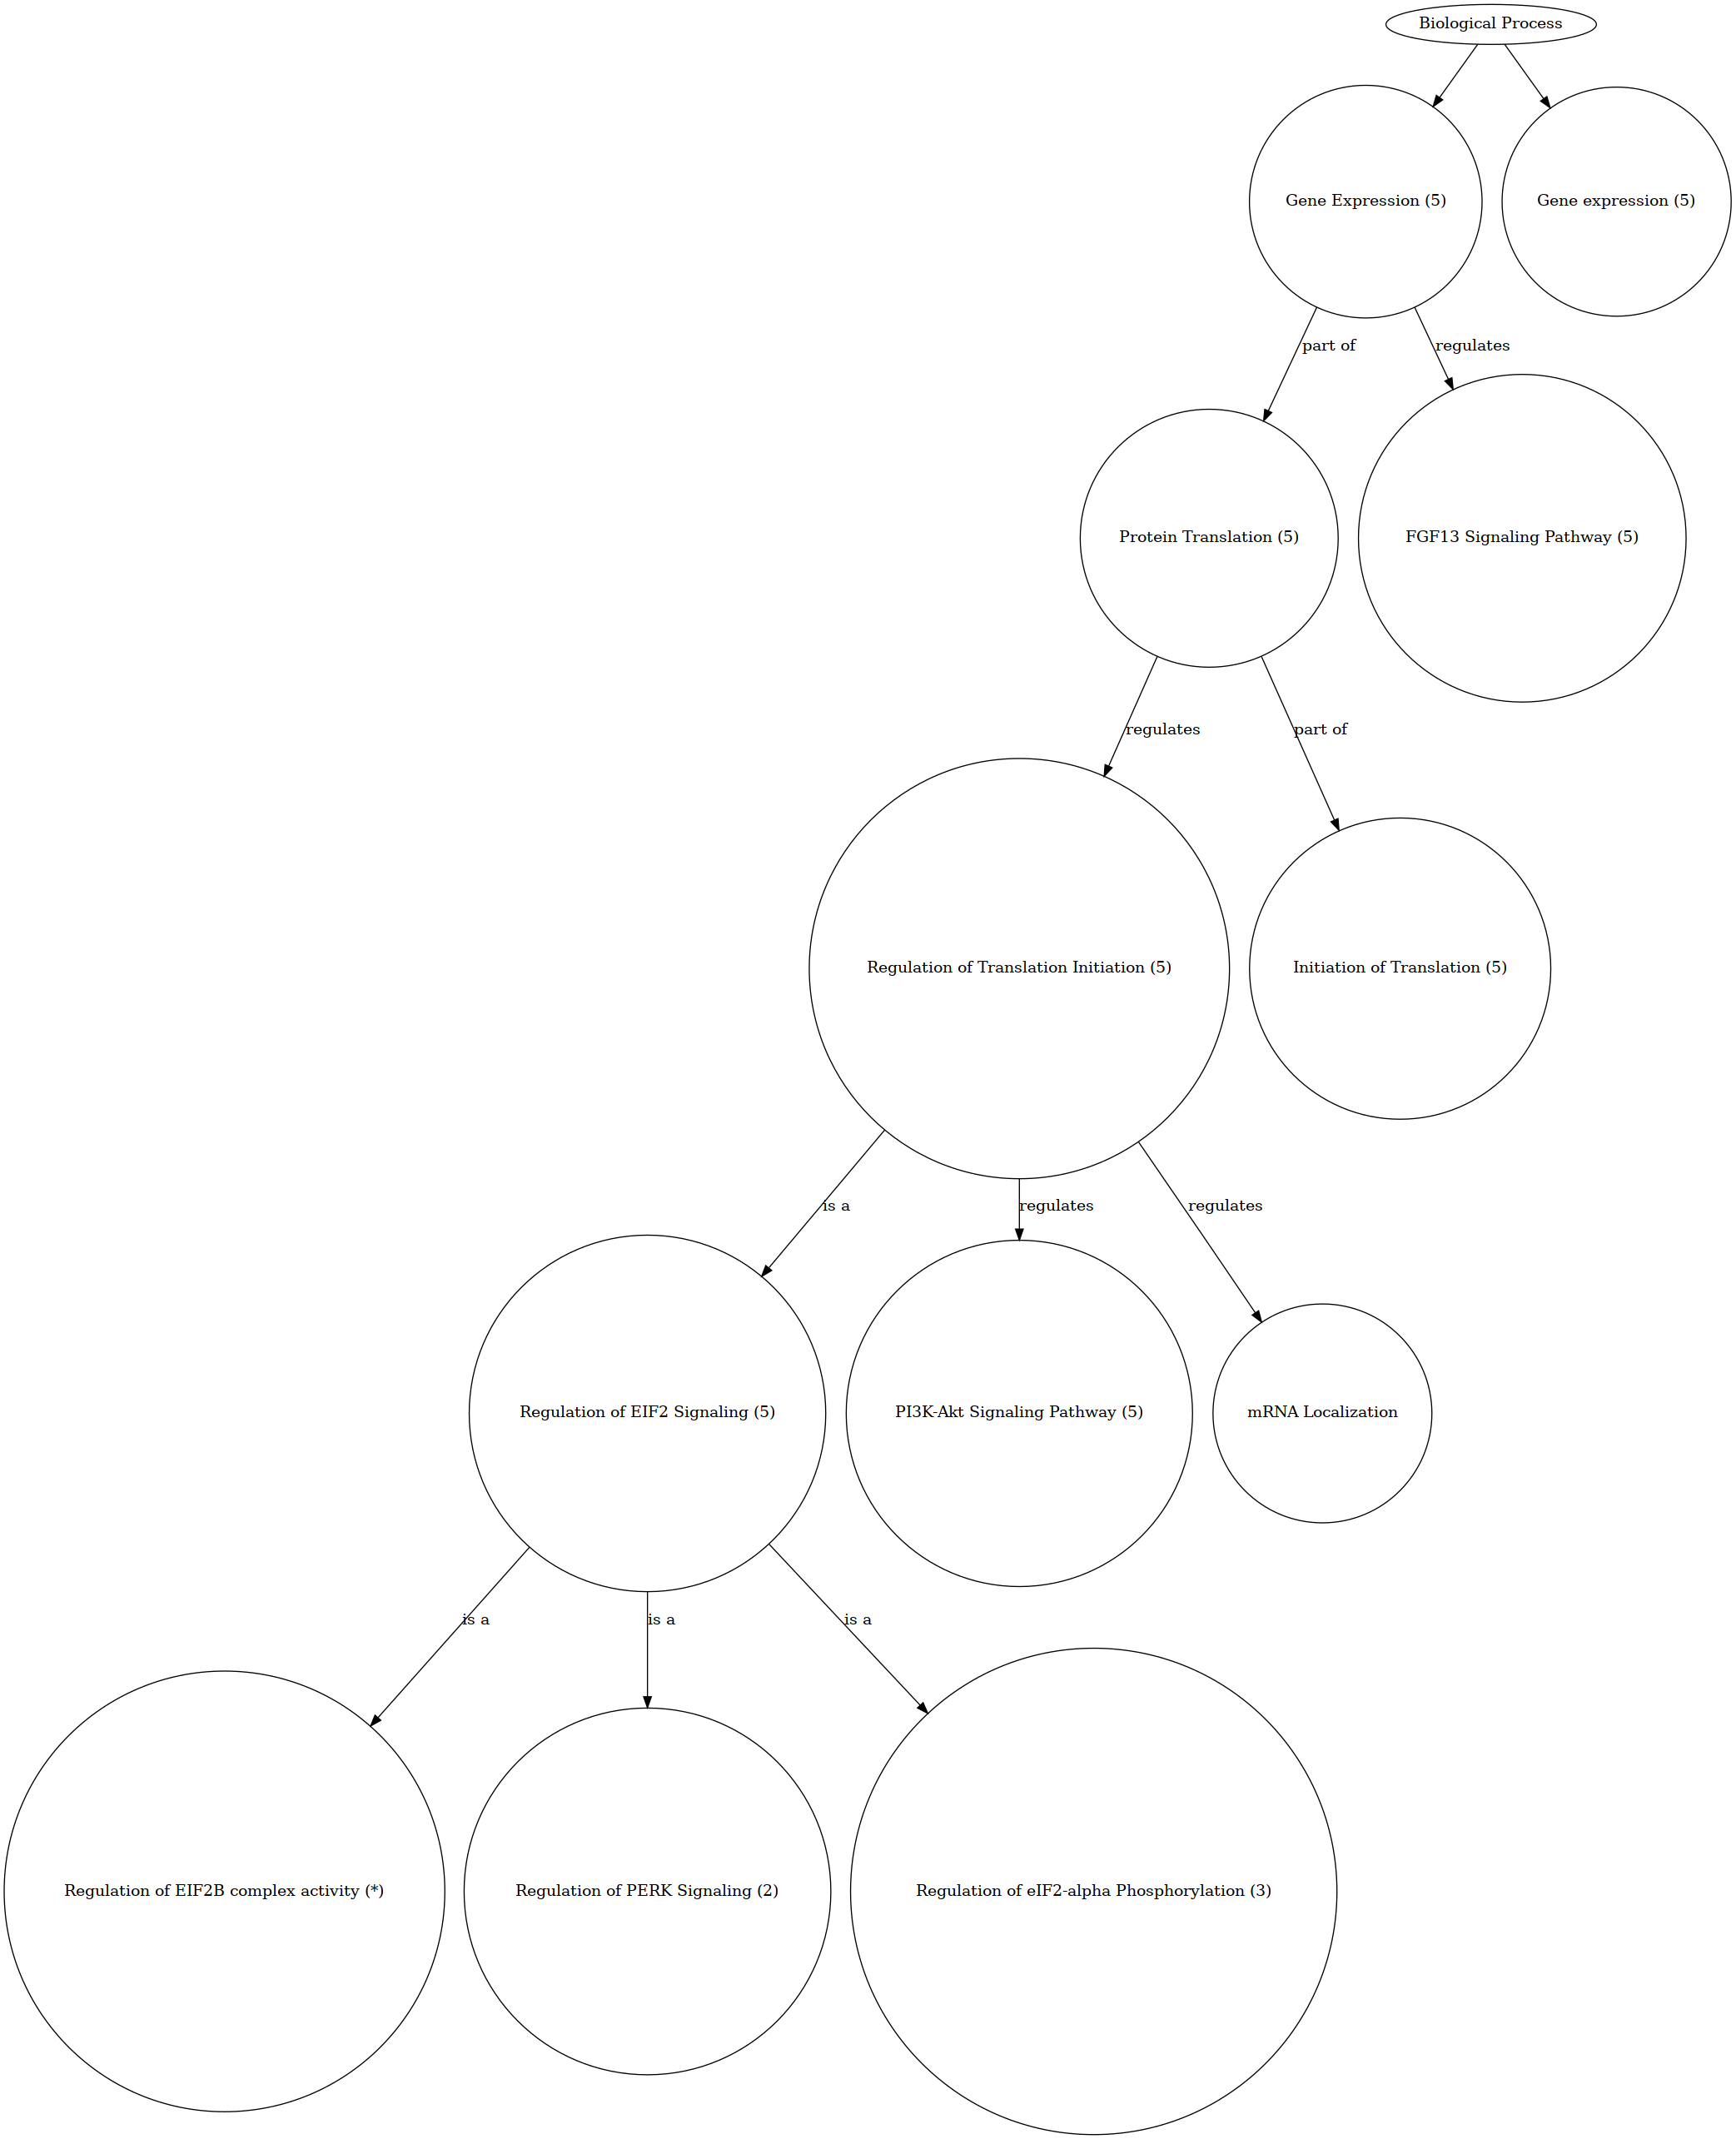 Biological Process
Gene Expression (5)
Gene expression (5)
part of
regulates
Protein Translation (5)
FGF13 Signaling Pathway (5)
regulates
part of
Regulation of Translation Initiation (5)
Initiation of Translation (5)
is a
regulates
regulates
Regulation of EIF2 Signaling (5)
PI3K-Akt Signaling Pathway (5)
mRNA Localization
is a
is a
is a
Regulation of EIF2B complex activity (*)
Regulation of PERK Signaling (2)
Regulation of eIF2-alpha Phosphorylation (3)